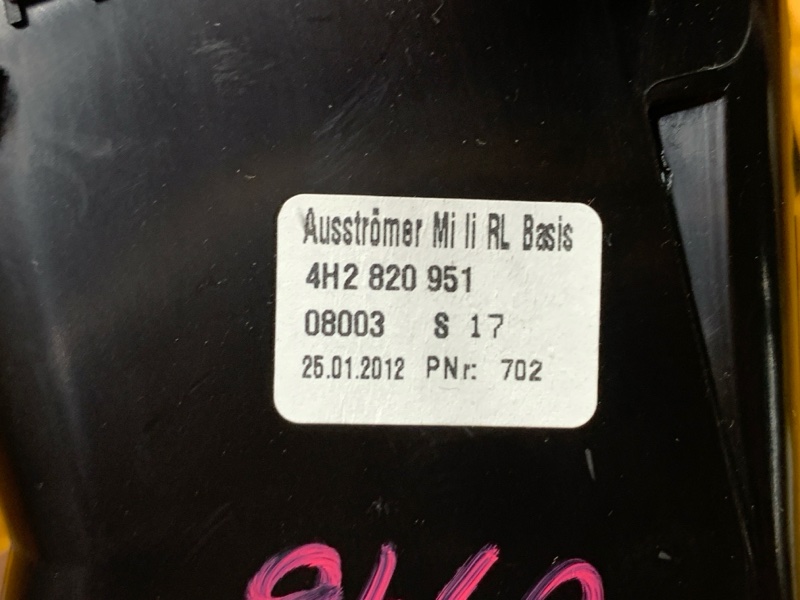 Ausströmer Mi li RL Basis
4H2 820 951
08003 S 17
25.01.2012 PNr: 702